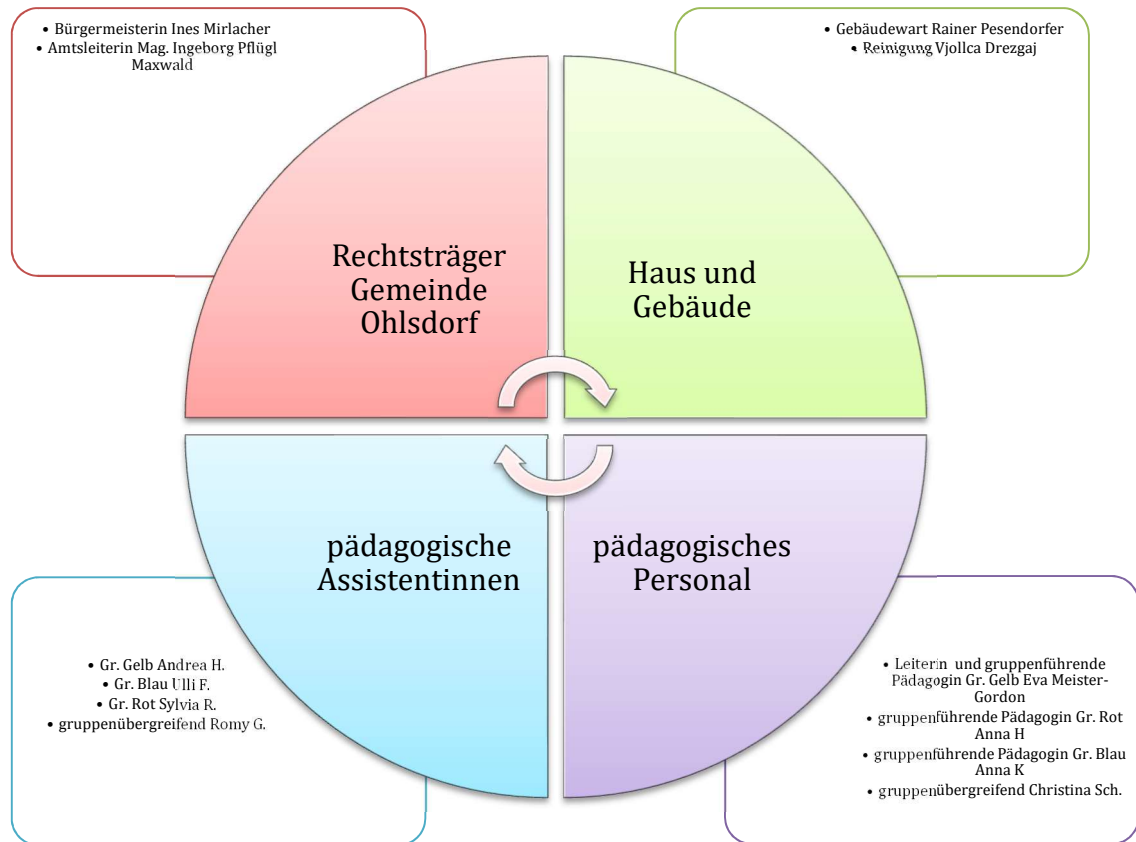 • Bürgermeisterin Ines Mirlacher
• Amtsleiterin Mag. Ingeborg Pflügl
Maxwald
• Gebäudewart Rainer Pesendorfer
• Reinigung Vjollca Drezgaj
Rechtsträger
Gemeinde
Ohlsdorf
Haus und
Gebäude
pädagogische
Assistentinnen
pädagogisches
Personal
• Gr. Gelb Andrea H.
• Gr. Blau Ulli F.
• Gr. Rot Sylvia R.
• gruppenübergreifend Romy G.
• Leiterin und gruppenführende
Pädagogin Gr. Gelb Eva Meister-
Gordon
• gruppenführende Pädagogin Gr. Rot
Anna H
• gruppenführende Pädagogin Gr. Blau
Anna K
• gruppenübergreifend Christina Sch.